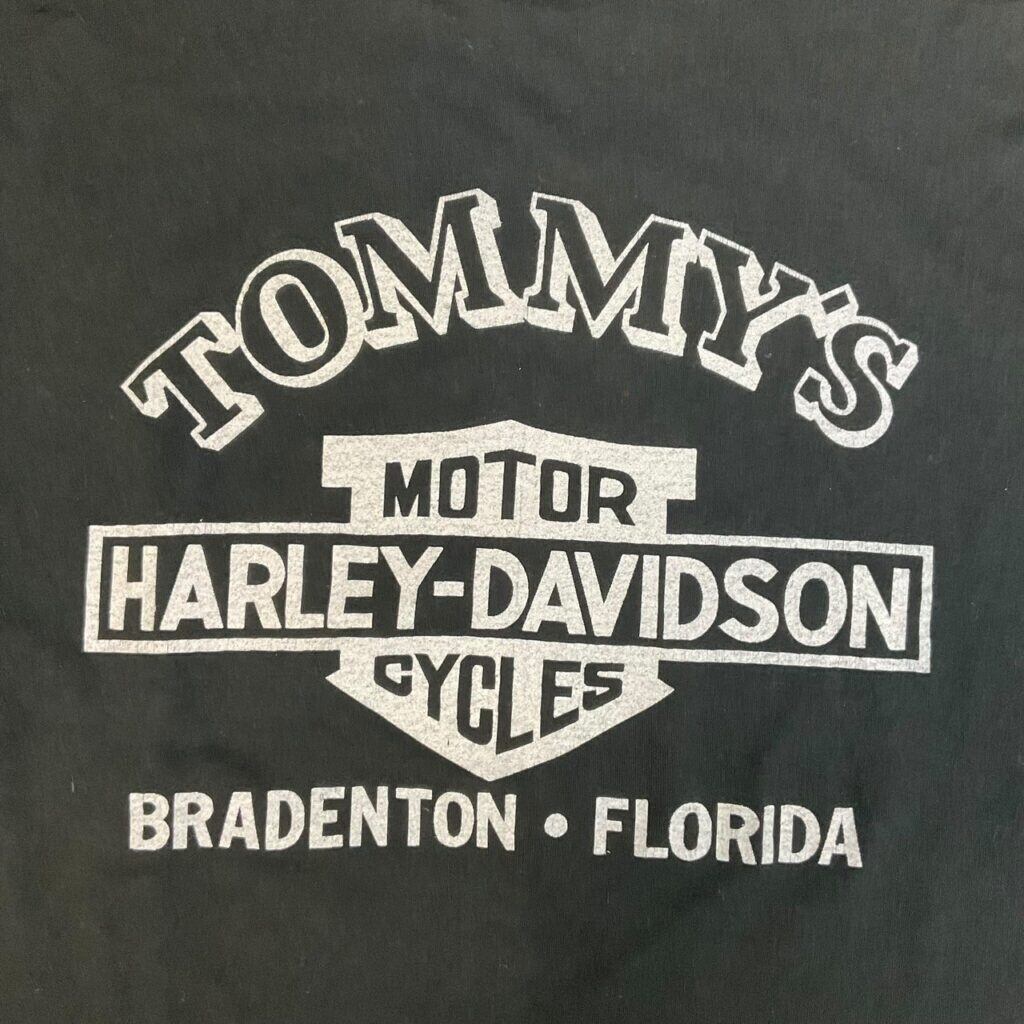 TOMMY'S
MOTOR
HARLEY-DAVIDSON
CYCLES
BRADENTON • FLORIDA